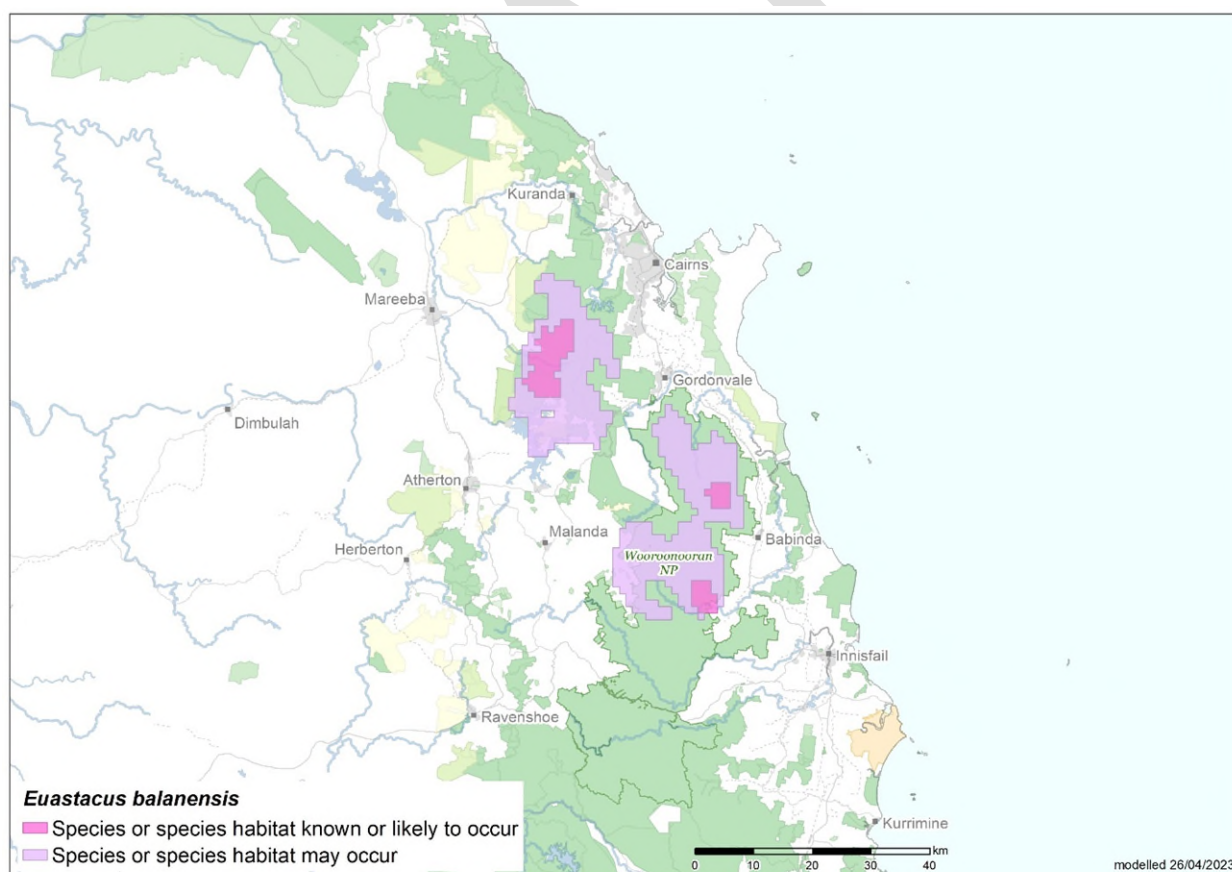 Kuranda
Cairns
Mareeba
Gordonvale
Dimbulah
Atherton
Malanda
Babinda
Herberton
Wooroonooran
NP
Innisfail
Ravenshoe
Kurrimine
Euastacus balanensis
Species or species habitat known or likely to occur
Species or species habitat may occur
0 10 20 30 40 km
modelled 26/04/2023